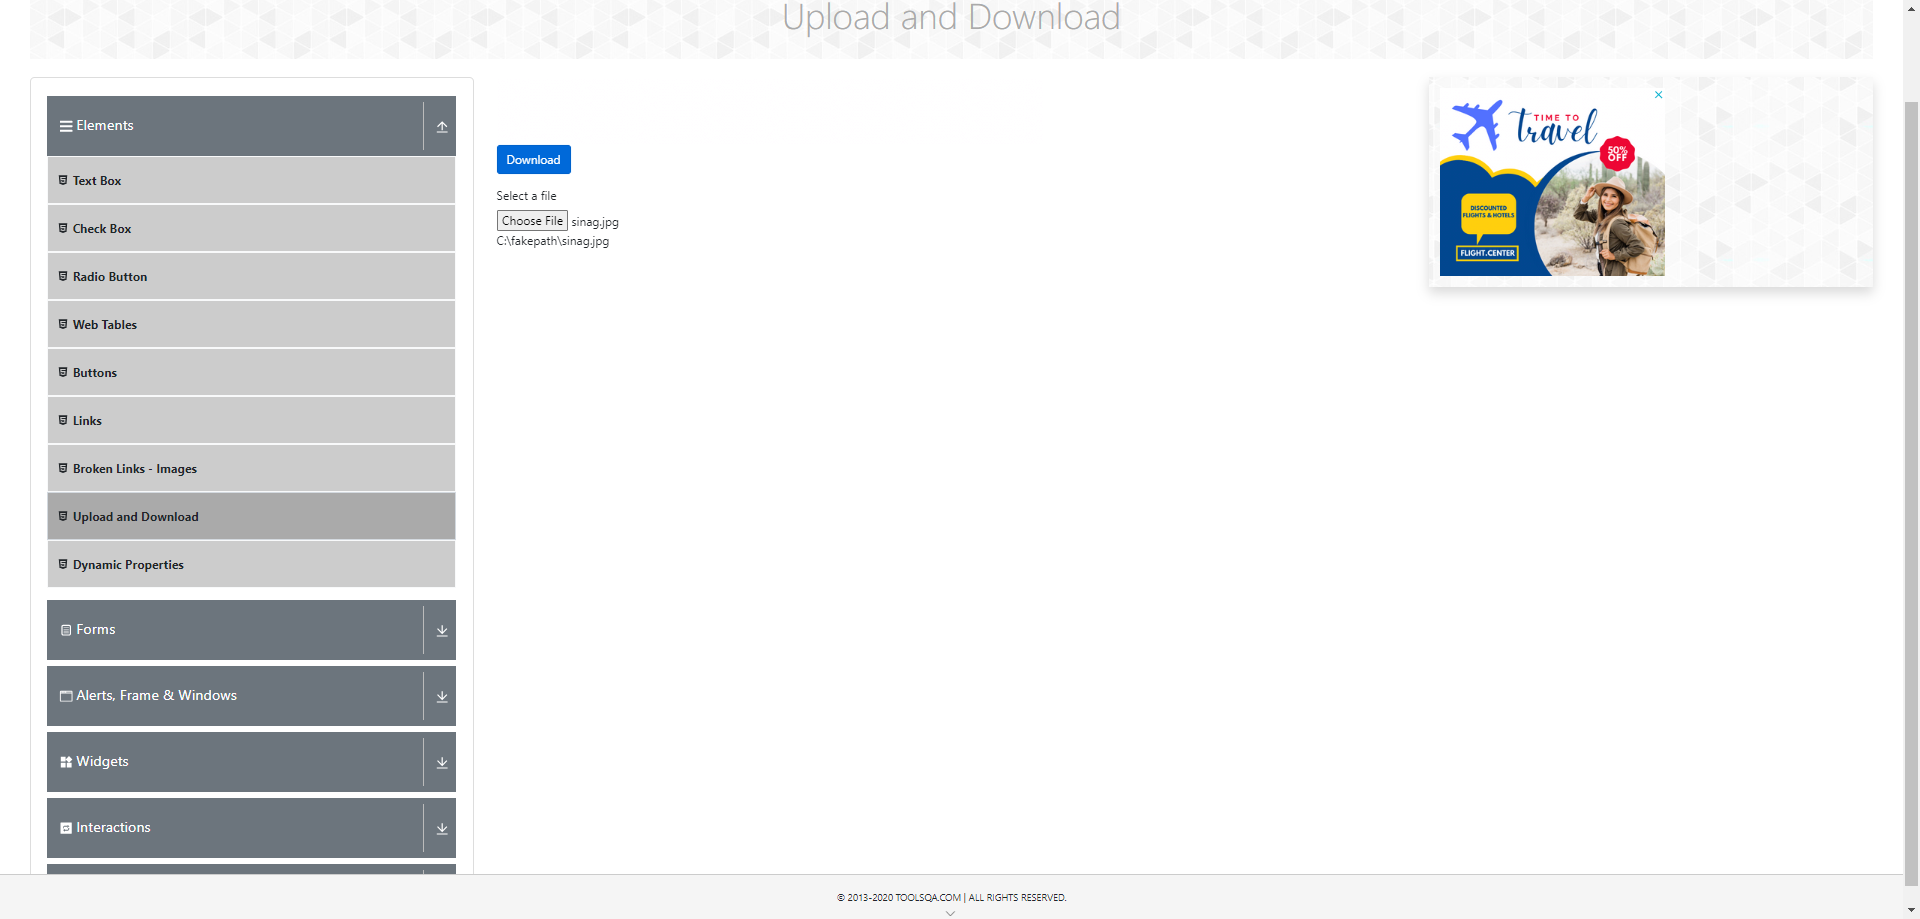 Upload and Download
Elements
Text Box
Check Box
Radio Button
Web Tables
Buttons
Links
Broken Links - Images
Upload and Download
Dynamic Properties
Forms
Alerts, Frame & Windows
Widgets
Interactions
Download
Select a file
Choose File sinag.jpg
C:\fakepath\sinag.jpg
TIME TO
travel
50%
OFF
DISCOUNTED
FLIGHTS & HOTELS
FLIGHT.CENTER
© 2013-2020 TOOLSQA.COM | ALL RIGHTS RESERVED.